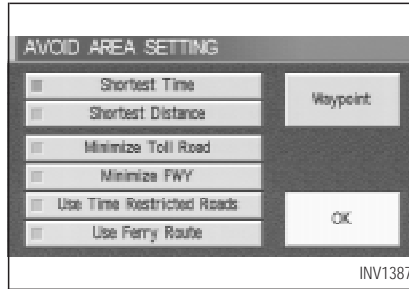 AVOID AREA SETTING
Shortest Time
Shortest Distance
Waypoint
Minimize Toll Road
Minimize FWY
Use Time Restricted Roads
Use Ferry Route
OK
INV1387